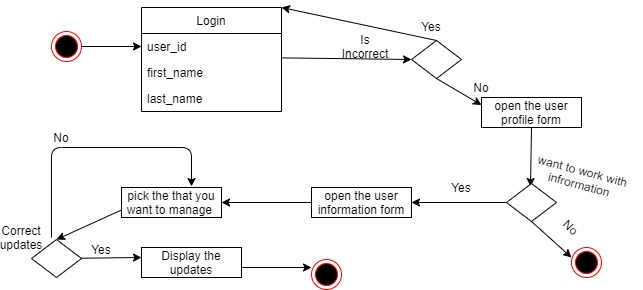 Login
user_id
first_name
last_name
Is
Incorrect
Yes
No
open the user
profile form
want to work with
infrormation
Yes
No
open the user
information form
pick the that you
want to manage
No
Correct
updates
Yes
Display the
updates